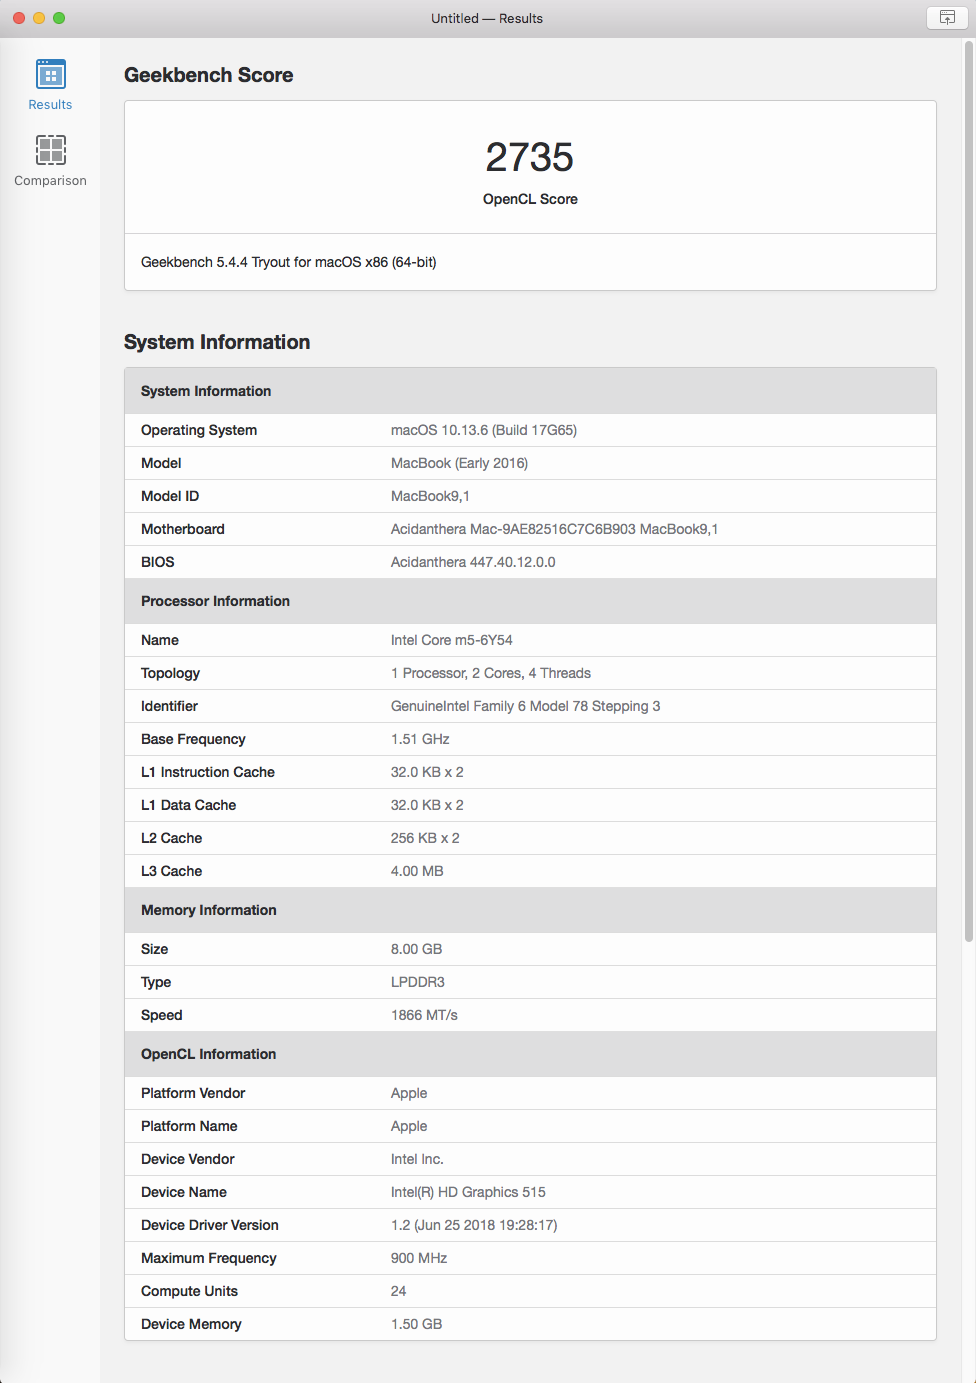 Untitled — Results
Results
Comparison
Geekbench Score
2735
OpenCL Score
Geekbench 5.4.4 Tryout for macOS x86 (64-bit)
System Information
System Information
Operating System macOS 10.13.6 (Build 17G65)
Model MacBook (Early 2016)
Model ID MacBook9,1
Motherboard Acidanthera Mac-9AE82516C7C6B903 MacBook9,1
BIOS Acidanthera 447.40.12.0.0
Processor Information
Name Intel Core m5-6Y54
Topology 1 Processor, 2 Cores, 4 Threads
Identifier GenuineIntel Family 6 Model 78 Stepping 3
Base Frequency 1.51 GHz
L1 Instruction Cache 32.0 KB x 2
L1 Data Cache 32.0 KB x 2
L2 Cache 256 KB x 2
L3 Cache 4.00 MB
Memory Information
Size 8.00 GB
Type LPDDR3
Speed 1866 MT/s
OpenCL Information
Platform Vendor Apple
Platform Name Apple
Device Vendor Intel Inc.
Device Name Intel(R) HD Graphics 515
Device Driver Version 1.2 (Jun 25 2018 19:28:17)
Maximum Frequency 900 MHz
Compute Units 24
Device Memory 1.50 GB